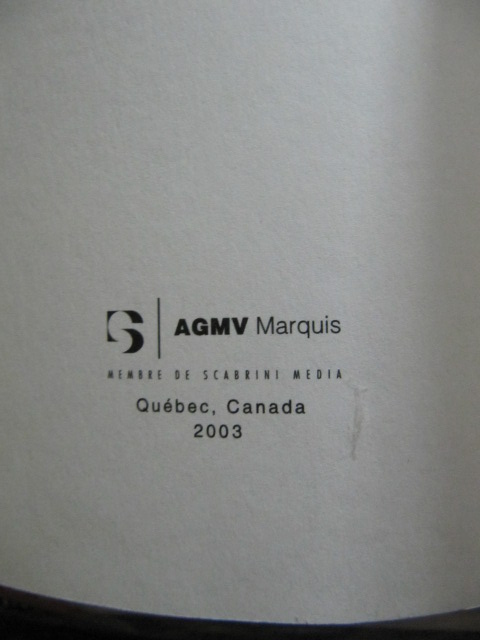 S AGMV Marquis
MEMBRE DE SCABRINI MEDIA
Québec, Canada
2003